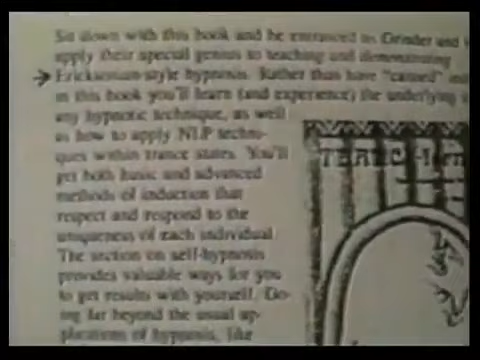 Sit down with this book and be entranced as Grinder and
apply their special genius to teaching and demonstrating
Ericksonian-style hypnosis. Rather than have "canned"
in this book you'll learn (and experience) the underlying
any hypnotic technique, as well
as how to apply NLP techni-
ques within trance states. You'll
get both basic and advanced
methods of induction that
respect and respond to the
uniqueness of each individual.
The section on self-hypnosis
provides valuable ways for you
to get results with yourself. Go-
ing far beyond the usual ap-
plications of hypnosis, like